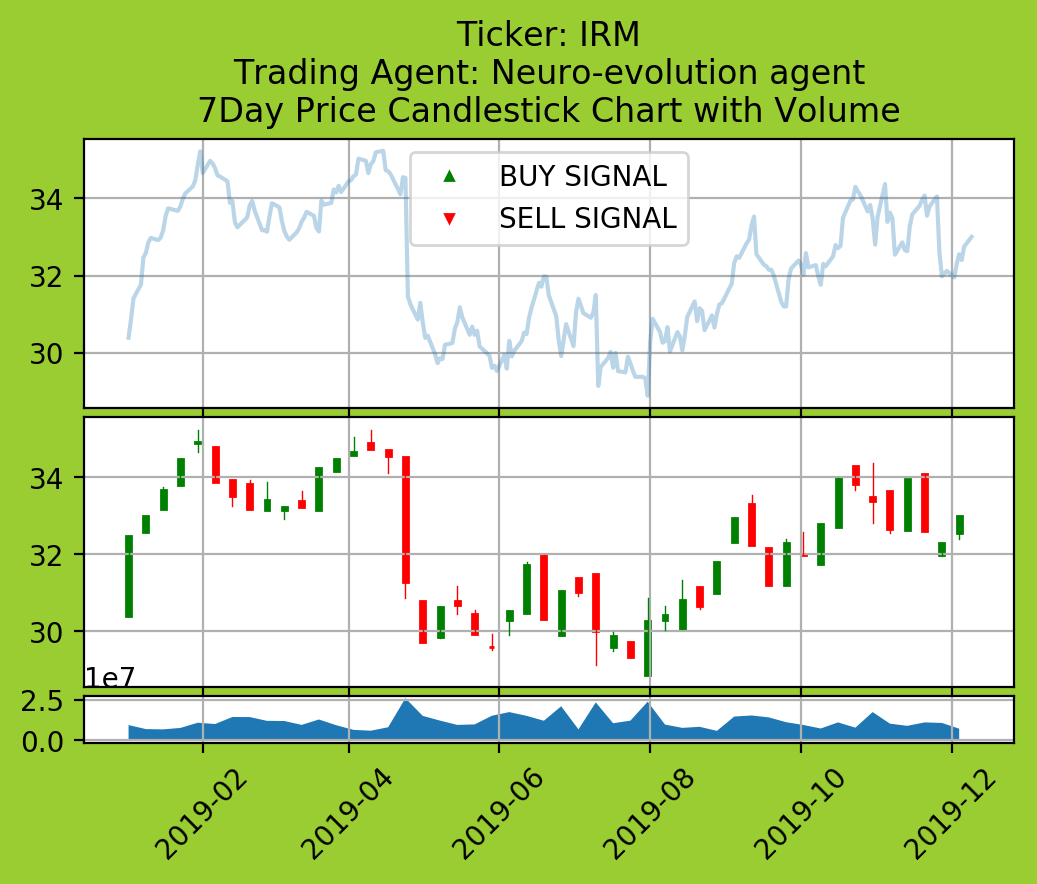 Ticker: IRM
Trading Agent: Neuro-evolution agent
7Day Price Candlestick Chart with Volume
BUY SIGNAL
SELL SIGNAL
34
32
30
34
32
30
1e7
2.5
0.0
2019-02
2019-04
2019-06
2019-08
2019-10
2019-12